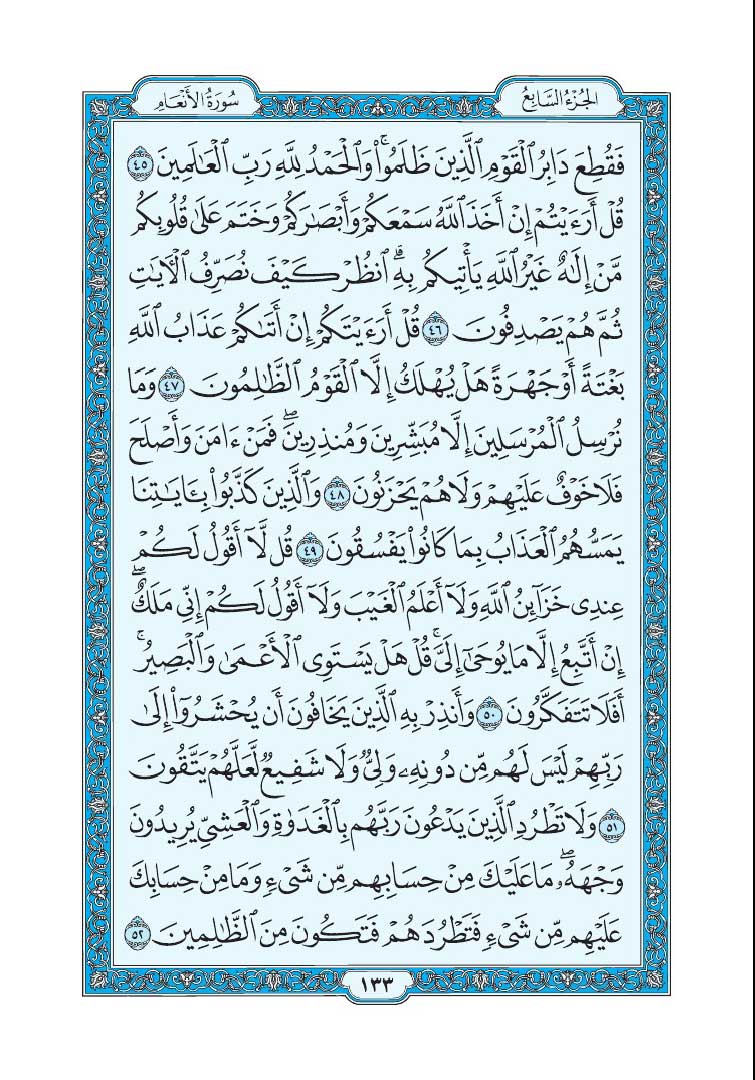 الجزء السابع
سورة الأنعام
فَقُطِعَ دَابِرُ ٱلۡقَوۡمِ ٱلَّذِينَ ظَلَمُواْۚ وَٱلۡحَمۡدُ لِلَّهِ رَبِّ ٱلۡعَٰلَمِينَ ٤٥
قُلۡ أَرَءَيۡتُمۡ إِنۡ أَخَذَ ٱللَّهُ سَمۡعَكُمۡ وَأَبۡصَٰرَكُمۡ وَخَتَمَ عَلَىٰ قُلُوبِكُم
مَّنۡ إِلَٰهٌ غَيۡرُ ٱللَّهِ يَأۡتِيكُم بِهِۗ ٱنظُرۡ كَيۡفَ نُصَرِّفُ ٱلۡأٓيَٰتِ
ثُمَّ هُمۡ يَصۡدِفُونَ ٤٦ قُلۡ أَرَءَيۡتَكُمۡ إِنۡ أَتَىٰكُمۡ عَذَابُ ٱللَّهِ
بَغۡتَةً أَوۡ جَهۡرَةً هَلۡ يُهۡلَكُ إِلَّا ٱلۡقَوۡمُ ٱلظَّٰلِمُونَ ٤٧ وَمَا
نُرۡسِلُ ٱلۡمُرۡسَلِينَ إِلَّا مُبَشِّرِينَ وَمُنذِرِينَۖ فَمَنۡ ءَامَنَ وَأَصۡلَحَ
فَلَا خَوۡفٌ عَلَيۡهِمۡ وَلَا هُمۡ يَحۡزَنُونَ ٤٨ وَٱلَّذِينَ كَذَّبُواْ بِـَٔايَٰتِنَا
يَمَسُّهُمُ ٱلۡعَذَابُ بِمَا كَانُواْ يَفۡسُقُونَ ٤٩ قُل لَّآ أَقُولُ لَكُمۡ
عِندِي خَزَآئِنُ ٱللَّهِ وَلَآ أَعۡلَمُ ٱلۡغَيۡبَ وَلَآ أَقُولُ لَكُمۡ إِنِّي مَلَكٌۖ
إِنۡ أَتَّبِعُ إِلَّا مَا يُوحَىٰٓ إِلَيَّۚ قُلۡ هَلۡ يَسۡتَوِي ٱلۡأَعۡمَىٰ وَٱلۡبَصِيرُۚ
أَفَلَا تَتَفَكَّرُونَ ٥٠ وَأَنذِرۡ بِهِ ٱلَّذِينَ يَخَافُونَ أَن يُحۡشَرُوٓاْ إِلَىٰ
رَبِّهِمۡ لَيۡسَ لَهُم مِّن دُونِهِۦ وَلِيٌّ وَلَا شَفِيعٌ لَّعَلَّهُمۡ يَتَّقُونَ
٥١ وَلَا تَطۡرُدِ ٱلَّذِينَ يَدۡعُونَ رَبَّهُم بِٱلۡغَدَوٰةِ وَٱلۡعَشِيِّ يُرِيدُونَ
وَجۡهَهُۥۖ مَا عَلَيۡكَ مِنۡ حِسَابِهِم مِّن شَيۡءٍ وَمَا مِنۡ حِسَابِكَ
عَلَيۡهِم مِّن شَيۡءٍ فَتَطۡرُدَهُمۡ فَتَكُونَ مِنَ ٱلظَّٰلِمِينَ ٥٢
١٣٣